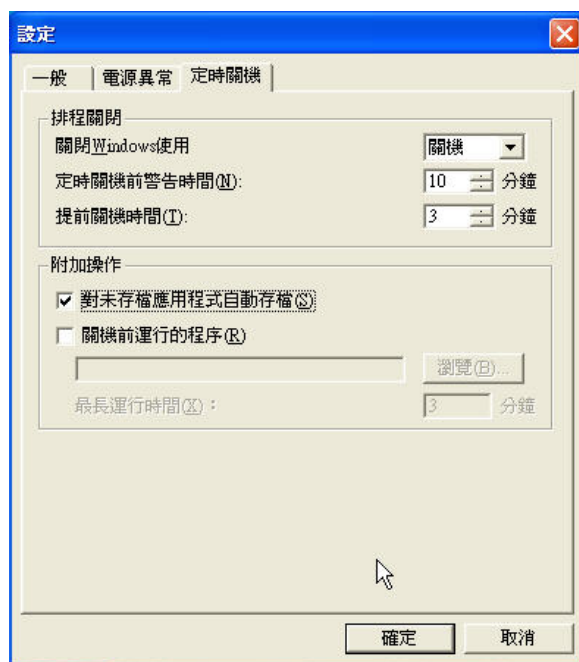 設定
一般 電源異常 定時關機
排程關閉
關閉Windows使用 關機
定時關機前警告時間(N): 10 分鐘
提前關機時間(T): 3 分鐘
附加操作
對未存檔應用程式自動存檔(S)
關機前運行的程序(R)
瀏覽(B)...
最長運行時間(X)： 3 分鐘
確定 取消